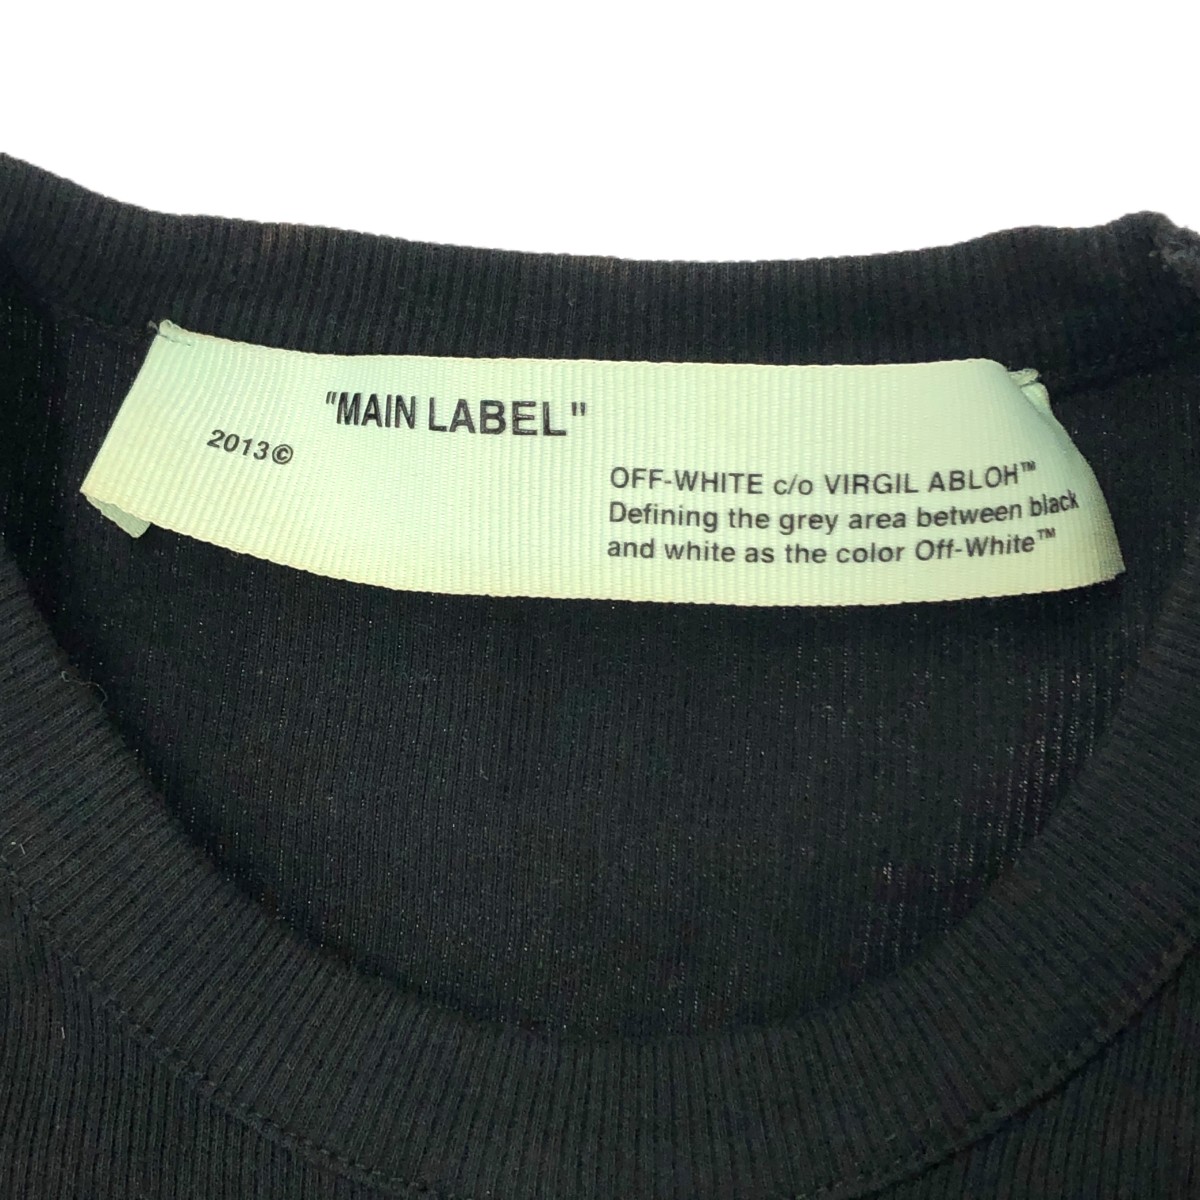 "MAIN LABEL"
2013©
OFF-WHITE c/o VIRGIL ABLOH™
Defining the grey area between black
and white as the color Off-White™